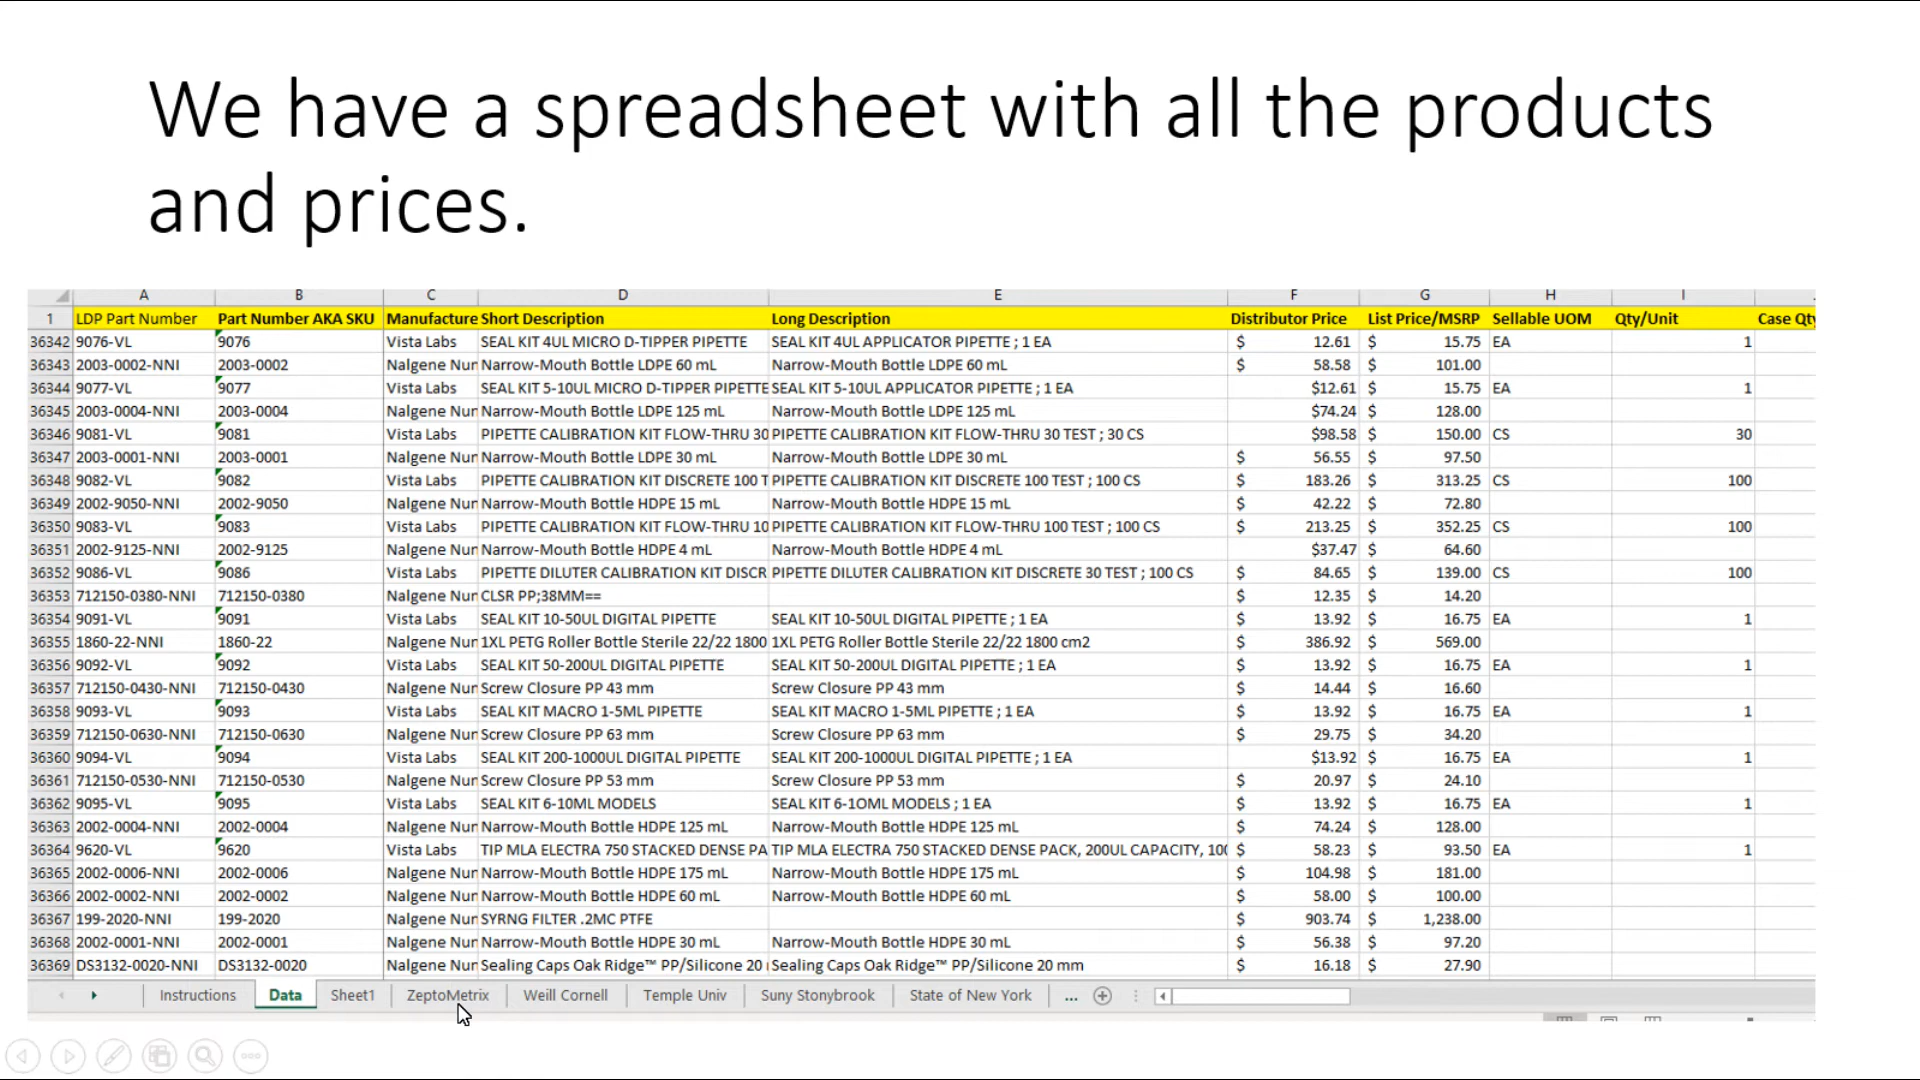 We have a spreadsheet with all the products
and prices.
A B C D E F G H I
1 LDP Part Number Part Number AKA SKU Manufacture Short Description Long Description Distributor Price List Price/MSRP Sellable UOM Qty/Unit Case Qty
36342 9076-VL 9076 Vista Labs SEAL KIT 4UL MICRO D-TIPPER PIPETTE SEAL KIT 4UL APPLICATOR PIPETTE ; 1 EA $ 12.61 $ 15.75 EA 1
36343 2003-0002-NNI 2003-0002 Nalgene Nun Narrow-Mouth Bottle LDPE 60 mL Narrow-Mouth Bottle LDPE 60 mL $ 58.58 $ 101.00
36344 9077-VL 9077 Vista Labs SEAL KIT 5-10UL MICRO D-TIPPER PIPETTE SEAL KIT 5-10UL APPLICATOR PIPETTE ; 1 EA $12.61 $ 15.75 EA 1
36345 2003-0004-NNI 2003-0004 Nalgene Nun Narrow-Mouth Bottle LDPE 125 mL Narrow-Mouth Bottle LDPE 125 mL $74.24 $ 128.00
36346 9081-VL 9081 Vista Labs PIPETTE CALIBRATION KIT FLOW-THRU 30 PIPETTE CALIBRATION KIT FLOW-THRU 30 TEST ; 30 CS $98.58 $ 150.00 CS 30
36347 2003-0001-NNI 2003-0001 Nalgene Nun Narrow-Mouth Bottle LDPE 30 mL Narrow-Mouth Bottle LDPE 30 mL $ 56.55 $ 97.50
36348 9082-VL 9082 Vista Labs PIPETTE CALIBRATION KIT DISCRETE 100 T PIPETTE CALIBRATION KIT DISCRETE 100 TEST ; 100 CS $ 183.26 $ 313.25 CS 100
36349 2002-9050-NNI 2002-9050 Nalgene Nun Narrow-Mouth Bottle HDPE 15 mL Narrow-Mouth Bottle HDPE 15 mL $ 42.22 $ 72.80
36350 9083-VL 9083 Vista Labs PIPETTE CALIBRATION KIT FLOW-THRU 10 PIPETTE CALIBRATION KIT FLOW-THRU 100 TEST ; 100 CS $ 213.25 $ 352.25 CS 100
36351 2002-9125-NNI 2002-9125 Nalgene Nun Narrow-Mouth Bottle HDPE 4 mL Narrow-Mouth Bottle HDPE 4 mL $37.47 $ 64.60
36352 9086-VL 9086 Vista Labs PIPETTE DILUTER CALIBRATION KIT DISCR PIPETTE DILUTER CALIBRATION KIT DISCRETE 30 TEST ; 100 CS $ 84.65 $ 139.00 CS 100
36353 712150-0380-NNI 712150-0380 Nalgene Nun CLSR PP;38MM== $ 12.35 $ 14.20
36354 9091-VL 9091 Vista Labs SEAL KIT 10-50UL DIGITAL PIPETTE SEAL KIT 10-50UL DIGITAL PIPETTE ; 1 EA $ 13.92 $ 16.75 EA 1
36355 1860-22-NNI 1860-22 Nalgene Nun 1XL PETG Roller Bottle Sterile 22/22 1800 1XL PETG Roller Bottle Sterile 22/22 1800 cm2 $ 386.92 $ 569.00
36356 9092-VL 9092 Vista Labs SEAL KIT 50-200UL DIGITAL PIPETTE SEAL KIT 50-200UL DIGITAL PIPETTE ; 1 EA $ 13.92 $ 16.75 EA 1
36357 712150-0430-NNI 712150-0430 Nalgene Nun Screw Closure PP 43 mm Screw Closure PP 43 mm $ 14.44 $ 16.60
36358 9093-VL 9093 Vista Labs SEAL KIT MACRO 1-5ML PIPETTE SEAL KIT MACRO 1-5ML PIPETTE ; 1 EA $ 13.92 $ 16.75 EA 1
36359 712150-0630-NNI 712150-0630 Nalgene Nun Screw Closure PP 63 mm Screw Closure PP 63 mm $ 29.75 $ 34.20
36360 9094-VL 9094 Vista Labs SEAL KIT 200-1000UL DIGITAL PIPETTE SEAL KIT 200-1000UL DIGITAL PIPETTE ; 1 EA $13.92 $ 16.75 EA 1
36361 712150-0530-NNI 712150-0530 Nalgene Nun Screw Closure PP 53 mm Screw Closure PP 53 mm $ 20.97 $ 24.10
36362 9095-VL 9095 Vista Labs SEAL KIT 6-10ML MODELS SEAL KIT 6-1OML MODELS ; 1 EA $ 13.92 $ 16.75 EA 1
36363 2002-0004-NNI 2002-0004 Nalgene Nun Narrow-Mouth Bottle HDPE 125 mL Narrow-Mouth Bottle HDPE 125 mL $ 74.24 $ 128.00
36364 9620-VL 9620 Vista Labs TIP MLA ELECTRA 750 STACKED DENSE PA TIP MLA ELECTRA 750 STACKED DENSE PACK, 200UL CAPACITY, 100 $ 58.23 $ 93.50 EA 1
36365 2002-0006-NNI 2002-0006 Nalgene Nun Narrow-Mouth Bottle HDPE 175 mL Narrow-Mouth Bottle HDPE 175 mL $ 104.98 $ 181.00
36366 2002-0002-NNI 2002-0002 Nalgene Nun Narrow-Mouth Bottle HDPE 60 mL Narrow-Mouth Bottle HDPE 60 mL $ 58.00 $ 100.00
36367 199-2020-NNI 199-2020 Nalgene Nun SYRNG FILTER .2MC PTFE $ 903.74 $ 1,238.00
36368 2002-0001-NNI 2002-0001 Nalgene Nun Narrow-Mouth Bottle HDPE 30 mL Narrow-Mouth Bottle HDPE 30 mL $ 56.38 $ 97.20
36369 DS3132-0020-NNI DS3132-0020 Nalgene Nun Sealing Caps Oak Ridge™ PP/Silicone 20 Sealing Caps Oak Ridge™ PP/Silicone 20 mm $ 16.18 $ 27.90
Instructions Data Sheet1 ZeptoMetrix Weill Cornell Temple Univ Suny Stonybrook State of New York ...